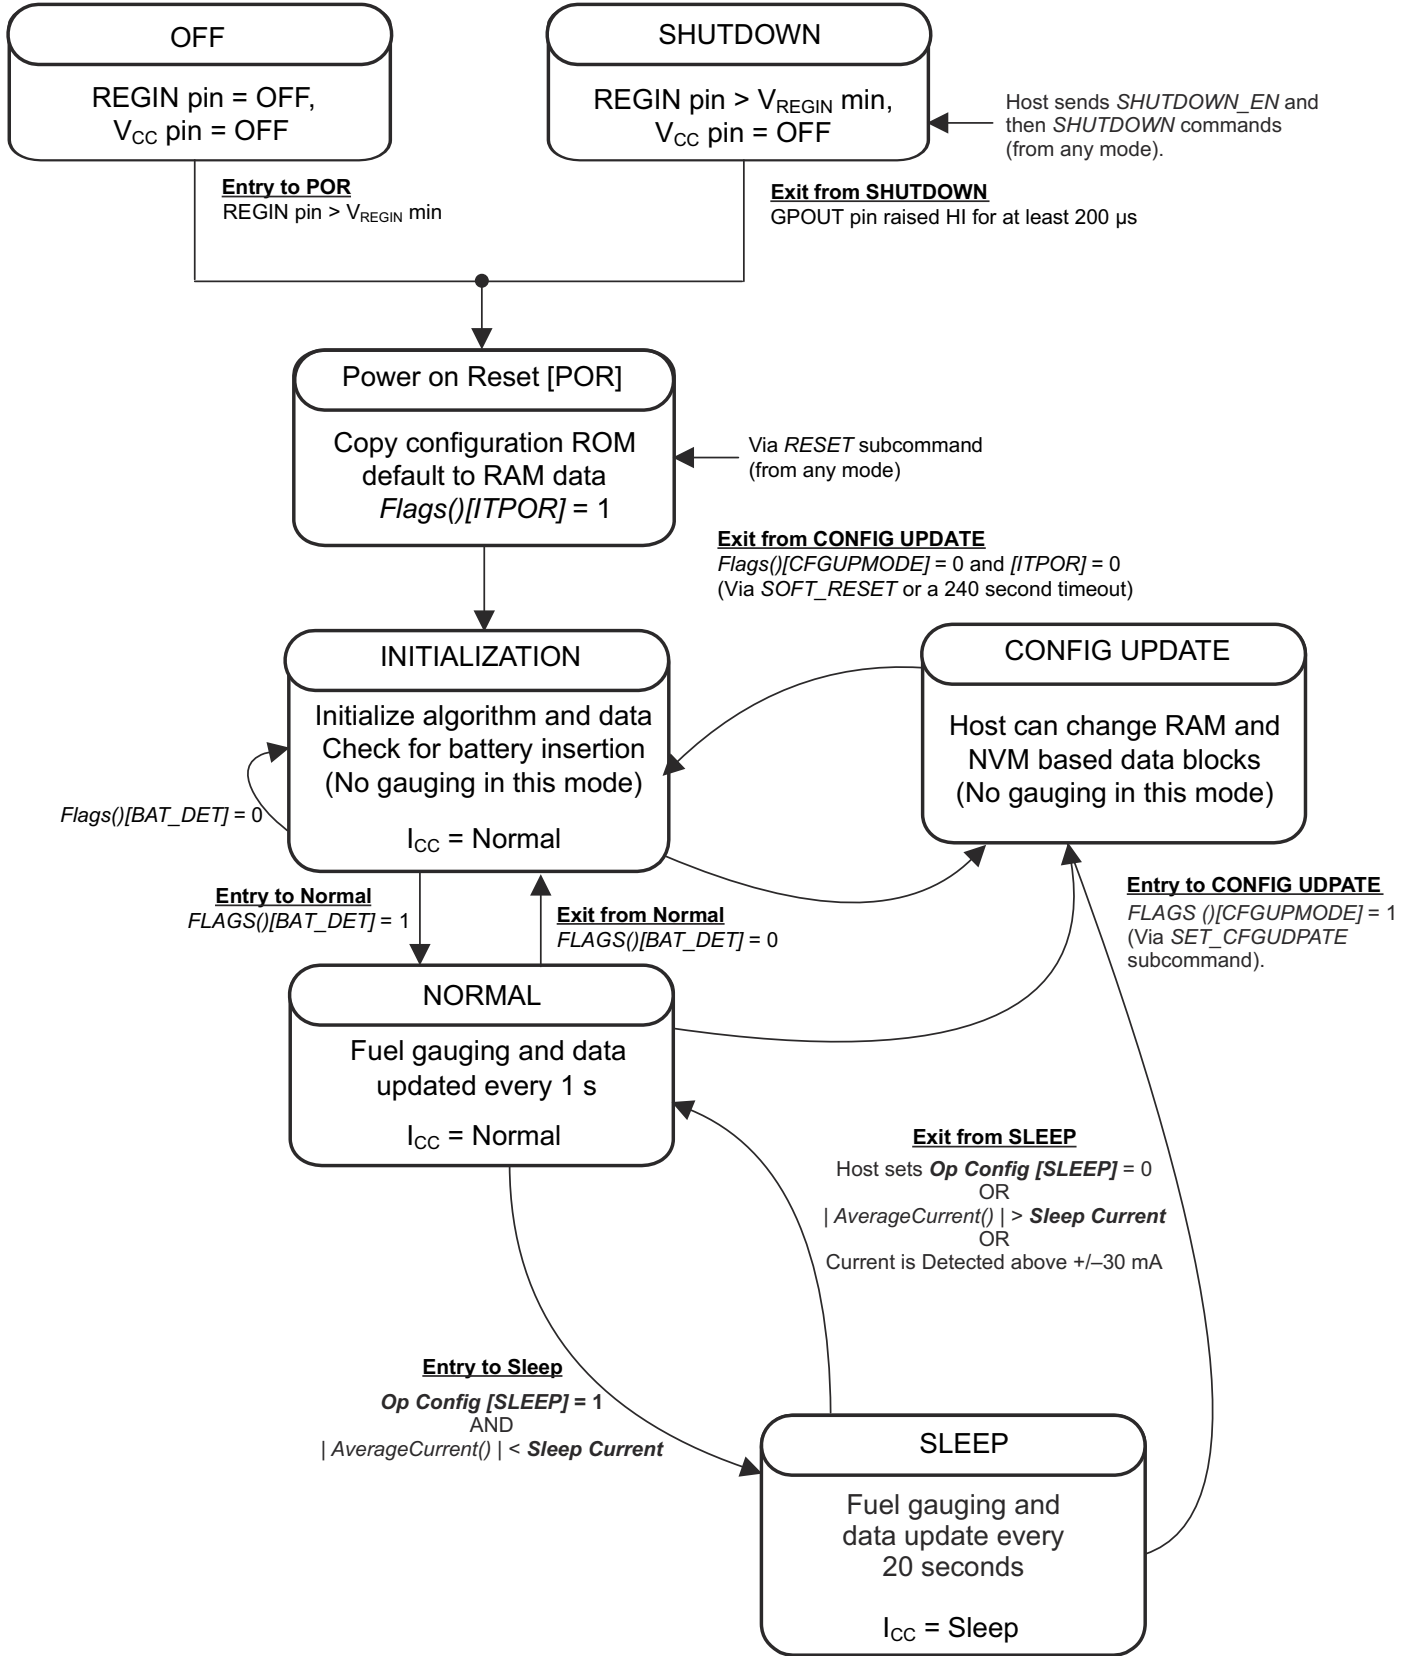 OFF
REGIN pin = OFF,
VCC pin = OFF
SHUTDOWN
REGIN pin > VREGIN min,
VCC pin = OFF
Host sends SHUTDOWN_EN and
then SHUTDOWN commands
(from any mode).
Entry to POR
REGIN pin > VREGIN min
Exit from SHUTDOWN
GPOUT pin raised HI for at least 200 µs
Power on Reset [POR]
Copy configuration ROM
default to RAM data
Flags()[ITPOR] = 1
Via RESET subcommand
(from any mode)
Exit from CONFIG UPDATE
Flags()[CFGUPMODE] = 0 and [ITPOR] = 0
(Via SOFT_RESET or a 240 second timeout)
INITIALIZATION
Initialize algorithm and data
Check for battery insertion
(No gauging in this mode)
ICC = Normal
Flags()[BAT_DET] = 0
CONFIG UPDATE
Host can change RAM and
NVM based data blocks
(No gauging in this mode)
Entry to Normal
FLAGS()[BAT_DET] = 1
Exit from Normal
FLAGS()[BAT_DET] = 0
Entry to CONFIG UDPATE
FLAGS ()[CFGUPMODE] = 1
(Via SET_CFGUDPATE
subcommand).
NORMAL
Fuel gauging and data
updated every 1 s
ICC = Normal
Exit from SLEEP
Host sets Op Config [SLEEP] = 0
OR
| AverageCurrent() | > Sleep Current
OR
Current is Detected above +/–30 mA
Entry to Sleep
Op Config [SLEEP] = 1
AND
| AverageCurrent() | < Sleep Current
SLEEP
Fuel gauging and
data update every
20 seconds
ICC = Sleep